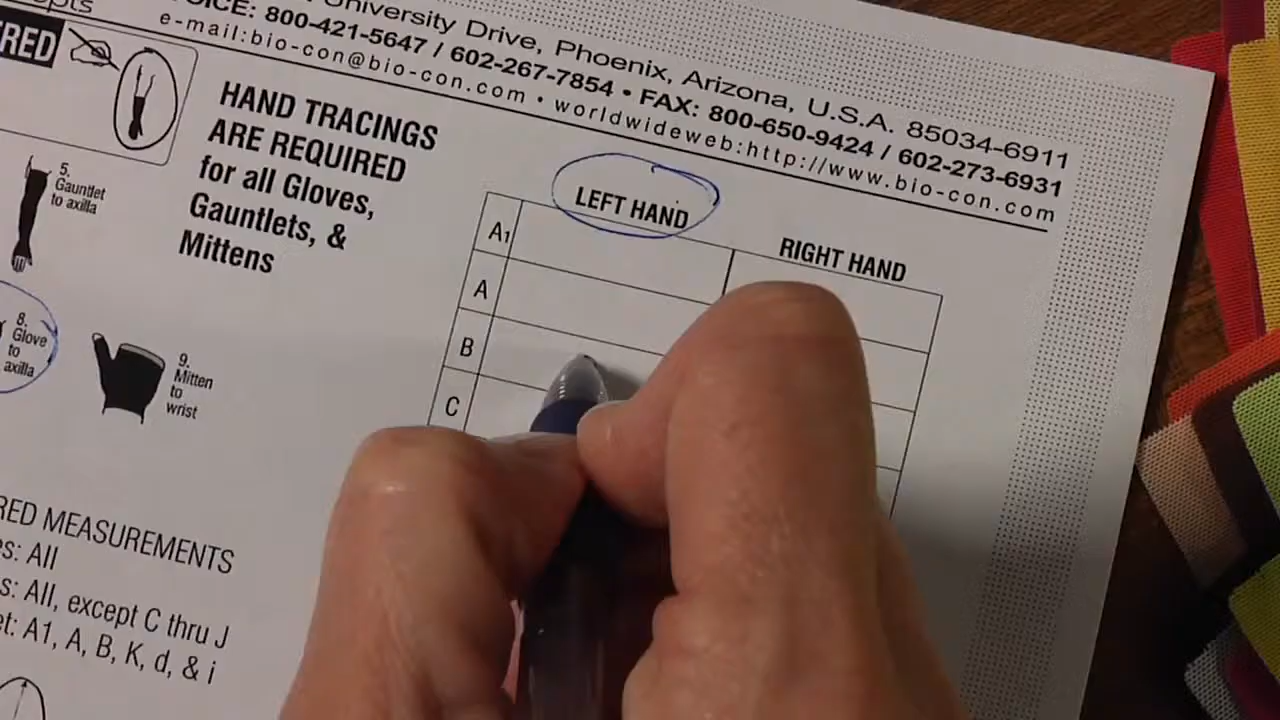 epts
University Drive, Phoenix, Arizona, U.S.A. 85034-6911
OICE: 800-421-5647 / 602-267-7854 • FAX: 800-650-9424 / 602-273-6931
e-mail:bio-con@bio-con.com • worldwideweb:http://www.bio-con.com
RED
HAND TRACINGS
ARE REQUIRED
for all Gloves,
Gauntlets, &
Mittens
5.
Gauntlet
to axilla
8.
Glove
to
axilla
9.
Mitten
to
wrist
LEFT HAND
RIGHT HAND
A1
A
B
C
RED MEASUREMENTS
es: All
s: All, except C thru J
et: A1, A, B, K, d, & i